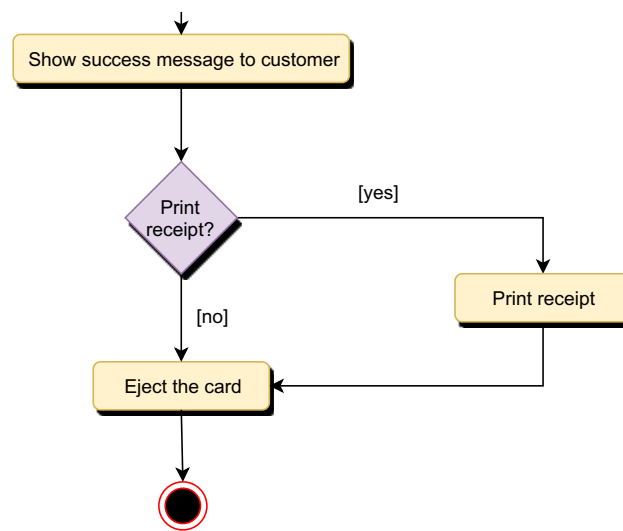 Show success message to customer
Print
receipt?
[yes]
Print receipt
[no]
Eject the card